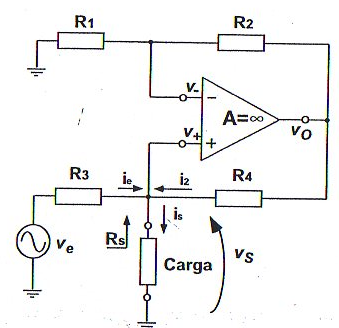 R1
R2
v-
A=∞
v+
vo
R3
ie
i2
R4
is
Rs
ve
Carga
vs